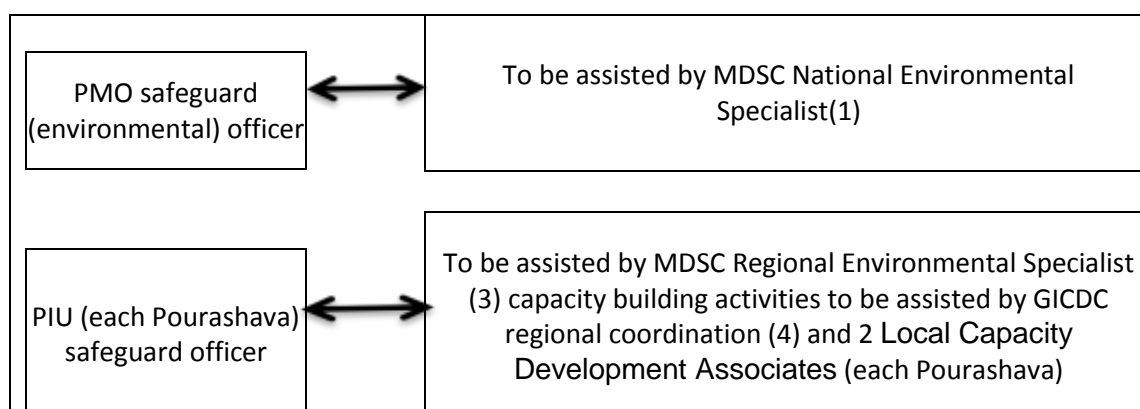 PMO safeguard
(environmental) officer
To be assisted by MDSC National Environmental
Specialist(1)
PIU (each Pourashava)
safeguard officer
To be assisted by MDSC Regional Environmental Specialist
(3) capacity building activities to be assisted by GICDC
regional coordination (4) and 2 Local Capacity
Development Associates (each Pourashava)